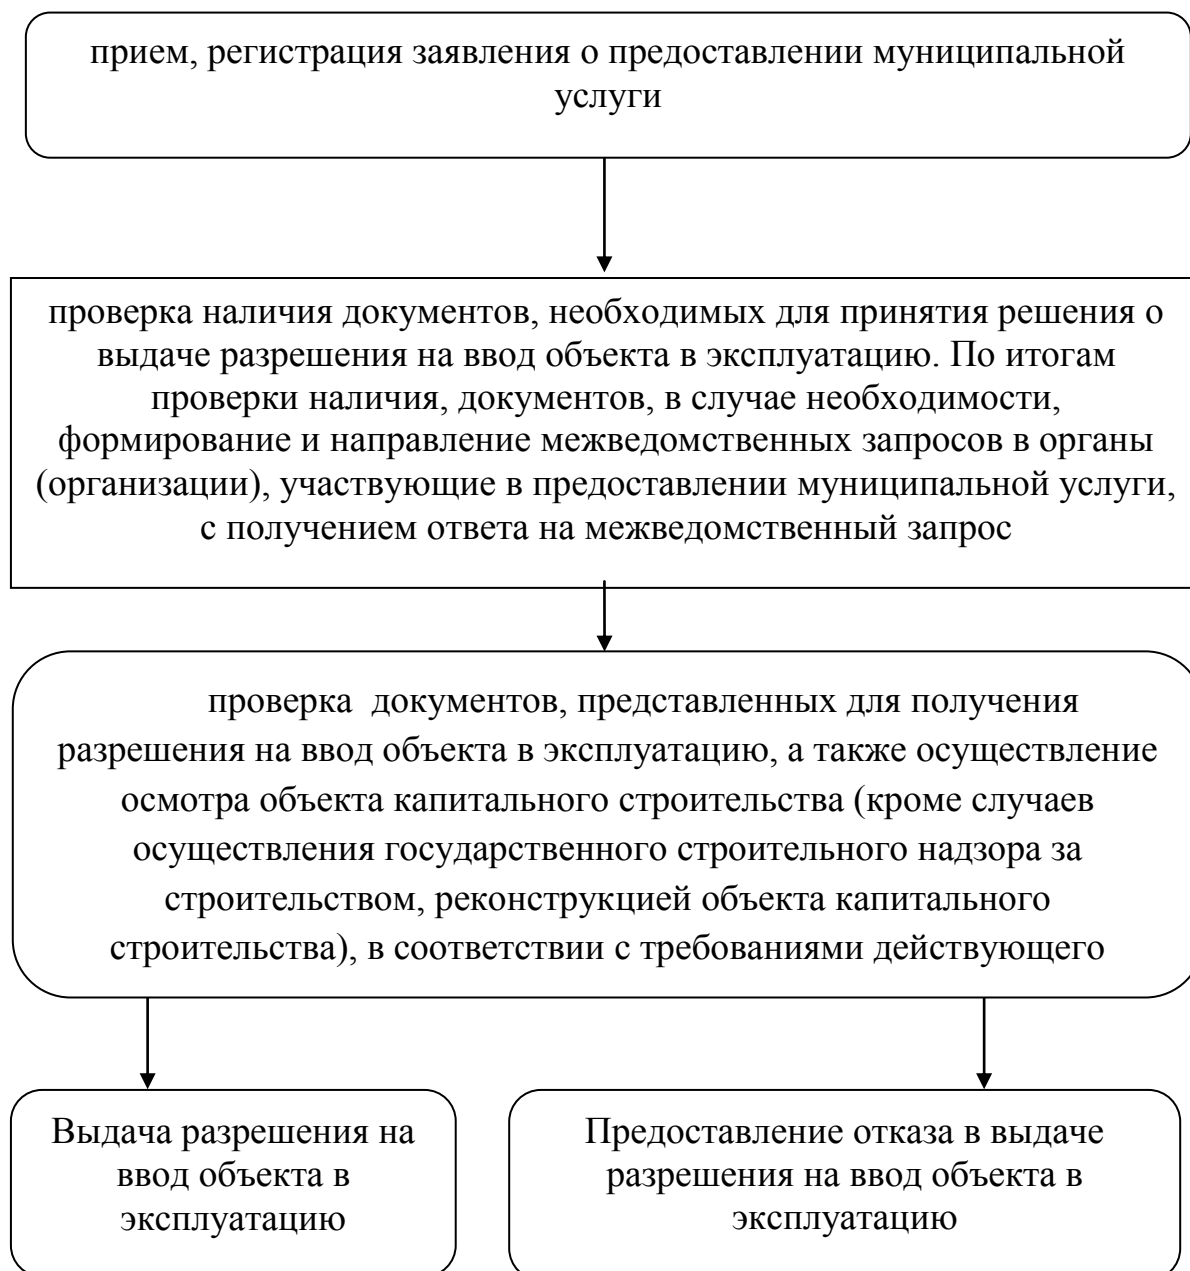 прием, регистрация заявления о предоставлении муниципальной
услуги
проверка наличия документов, необходимых для принятия решения о
выдаче разрешения на ввод объекта в эксплуатацию. По итогам
проверки наличия, документов, в случае необходимости,
формирование и направление межведомственных запросов в органы
(организации), участвующие в предоставлении муниципальной услуги,
с получением ответа на межведомственный запрос
проверка  документов, представленных для получения
разрешения на ввод объекта в эксплуатацию, а также осуществление
осмотра объекта капитального строительства (кроме случаев
осуществления государственного строительного надзора за
строительством, реконструкцией объекта капитального
строительства), в соответствии с требованиями действующего
Выдача разрешения на
ввод объекта в
эксплуатацию
Предоставление отказа в выдаче
разрешения на ввод объекта в
эксплуатацию